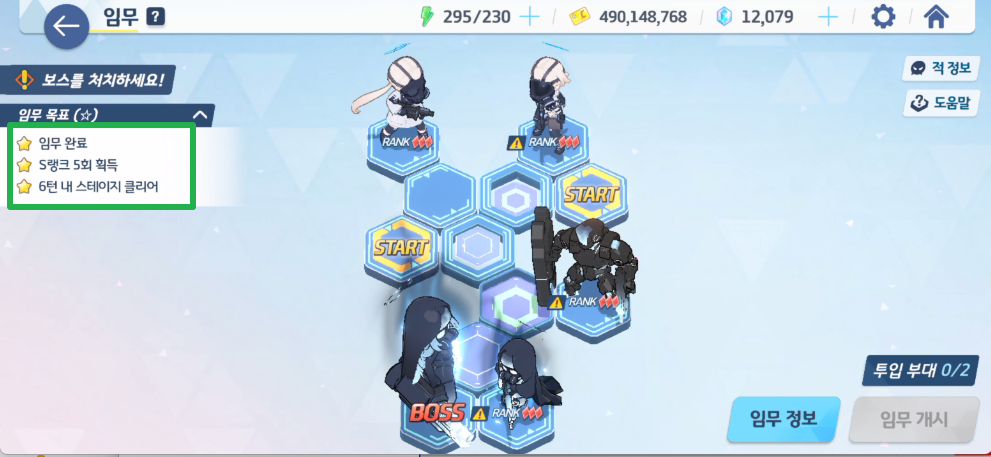 임무 ?
295/230
490,148,768
12,079
보스를 처치하세요!
적 정보
임무 목표 (☆)
도움말
임무 완료
S랭크 5회 획득
6턴 내 스테이지 클리어
RANK
RANK
START
START
RANK
BOSS
RANK
투입 부대 0/2
임무 정보
임무 개시